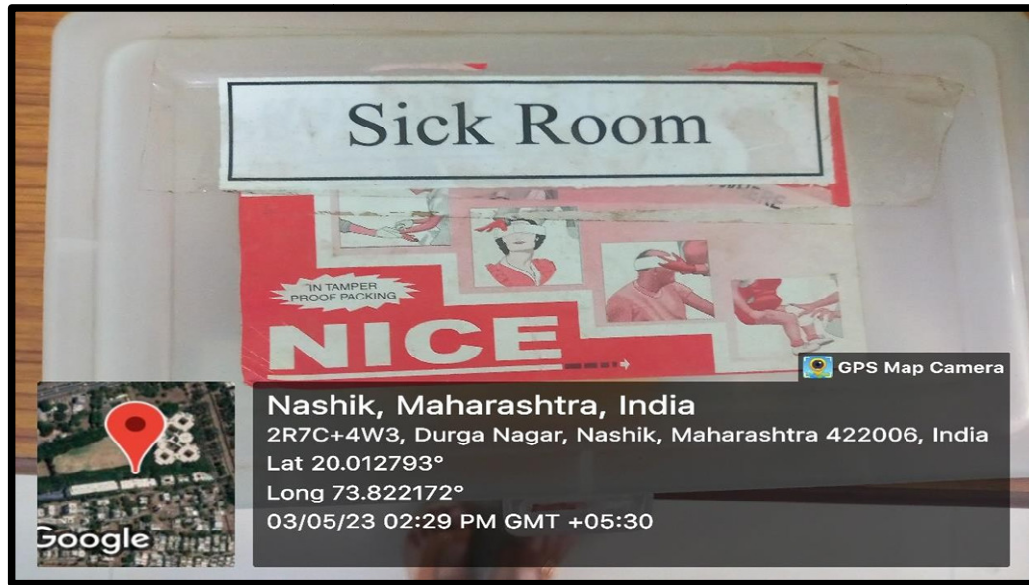 Sick Room
IN TAMPER
PROOF PACKING
NICE
GPS Map Camera
Nashik, Maharashtra, India
2R7C+4W3, Durga Nagar, Nashik, Maharashtra 422006, India
Lat 20.012793°
Long 73.822172°
03/05/23 02:29 PM GMT +05:30
Google